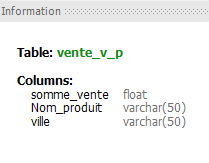 Information
Table: vente_v_p
Columns:
somme_vente float
Nom_produit varchar(50)
ville varchar(50)